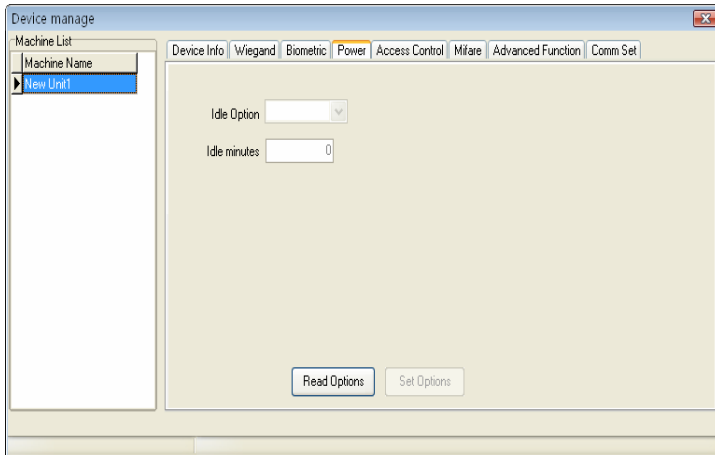 Device manage
Machine List
Machine Name
New Unit1
Device Info Wiegand Biometric Power Access Control Mifare Advanced Function Comm Set
Idle Option
Idle minutes 0
Read Options Set Options